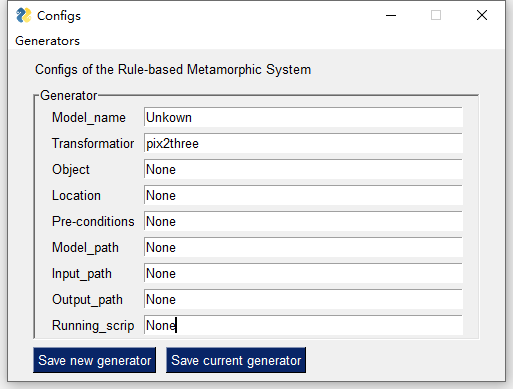 Configs
Generators
Configs of the Rule-based Metamorphic System
Generator
Model_name Unkown
Transformatior pix2three
Object None
Location None
Pre-conditions None
Model_path None
Input_path None
Output_path None
Running_scrip None
Save new generator Save current generator